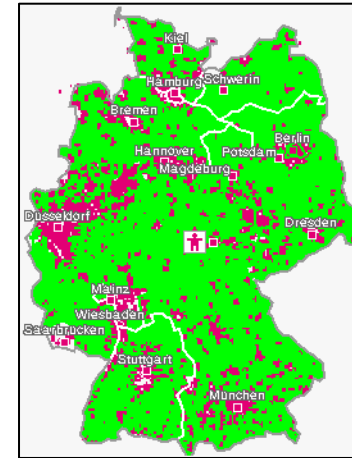 Kiel
Hamburg
Schwerin
Bremen
Berlin
Hannover
Potsdam
Magdeburg
Düsseldorf
Dresden
Mainz
Wiesbaden
Saarbrücken
Stuttgart
München